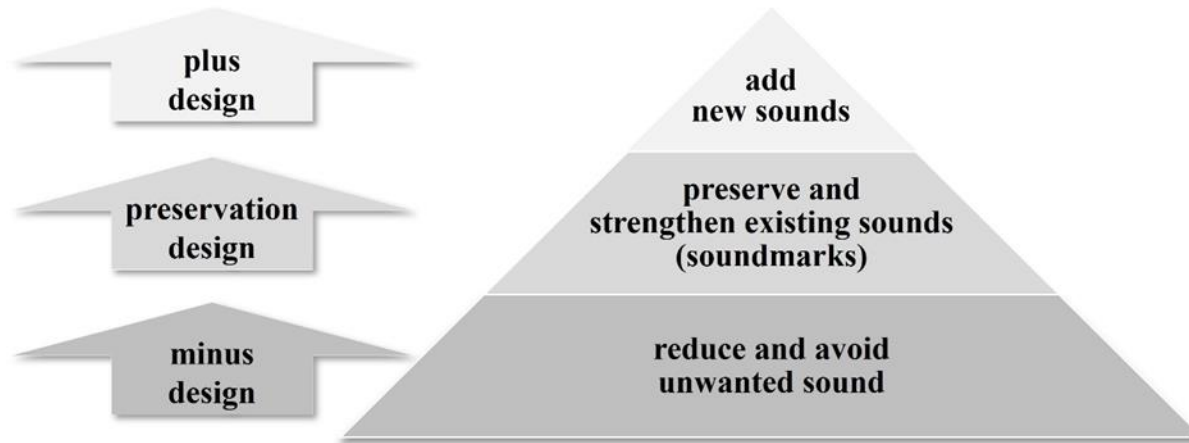 plus
design
add
new sounds
preservation
design
preserve and
strengthen existing sounds
(soundmarks)
minus
design
reduce and avoid
unwanted sound